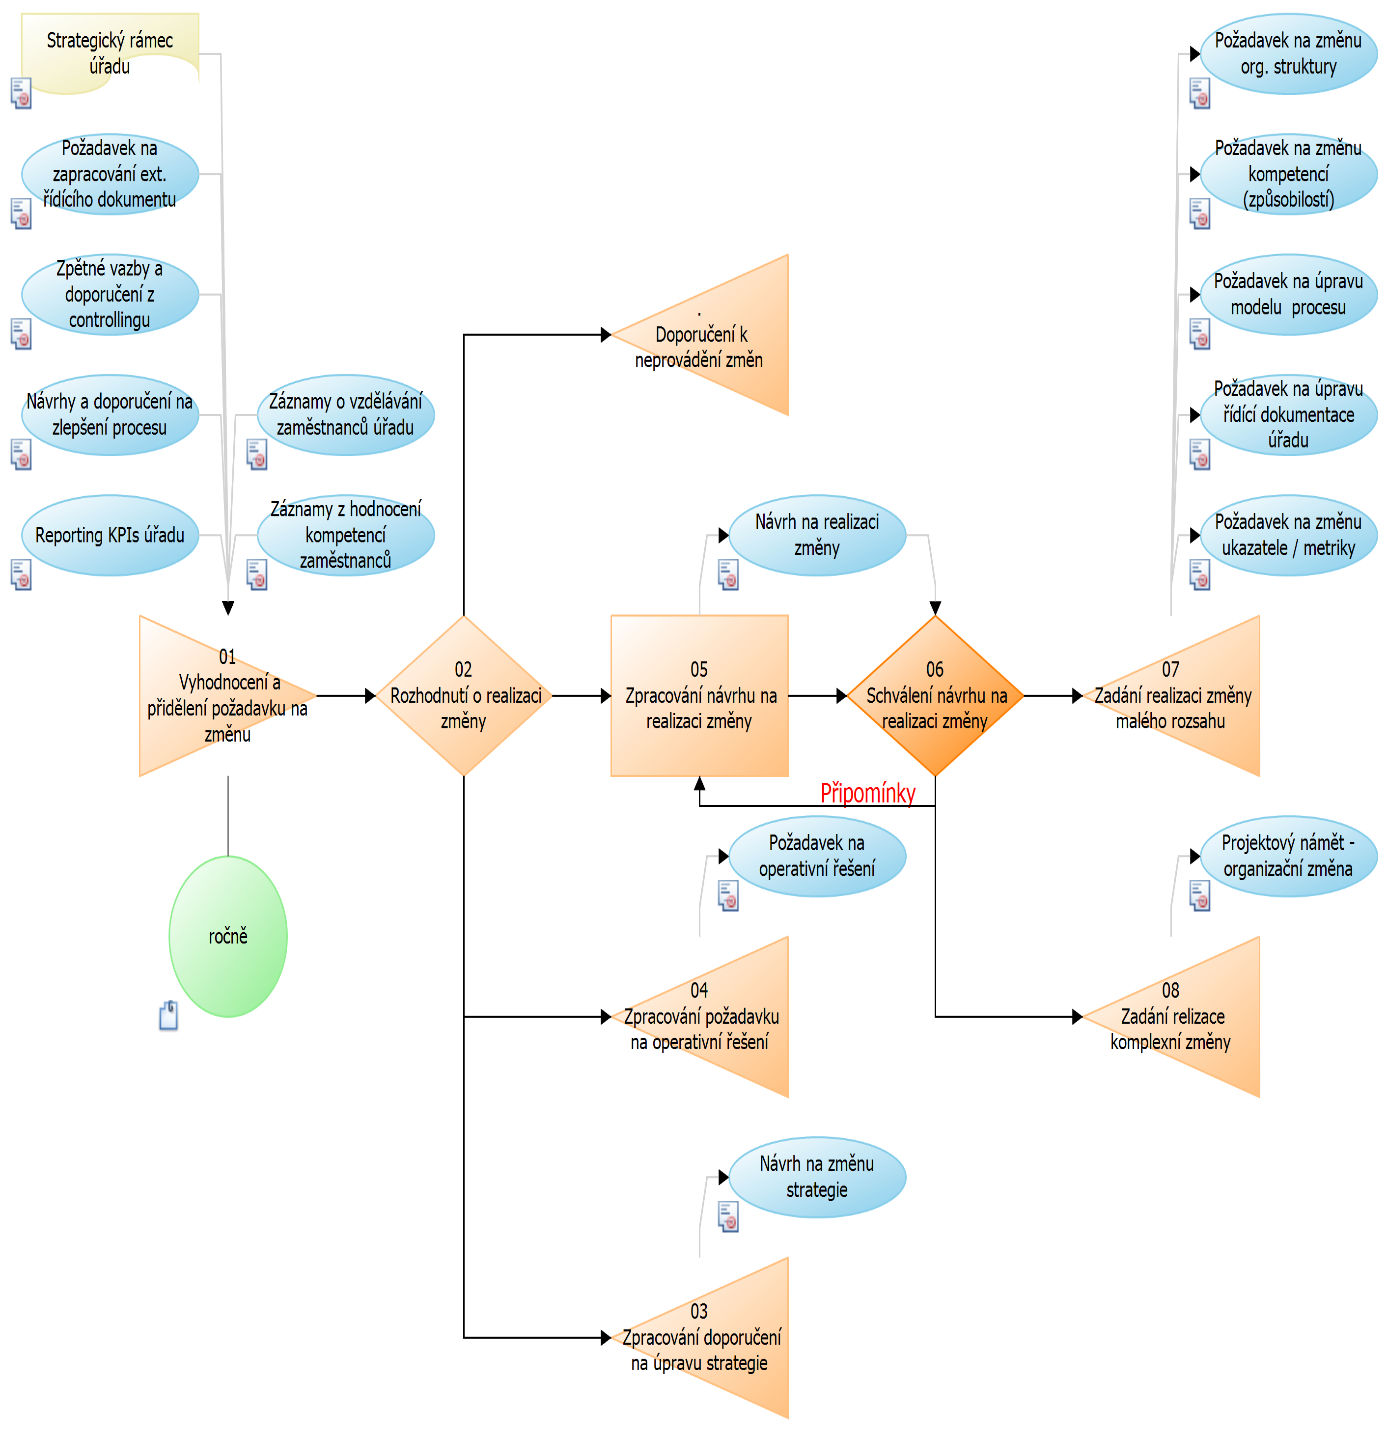 Strategický rámec
úřadu
Požadavek na
zapracování ext.
řídícího dokumentu
Zpětné vazby a
doporučení z
controllingu
Návrhy a doporučení na
zlepšení procesu
Reporting KPIs úřadu
Záznamy o vzdělávání
zaměstnanců úřadu
Záznamy z hodnocení
kompetencí
zaměstnanců
01
Vyhodnocení a
přidělení požadavku na
změnu
ročně
02
Rozhodnutí o realizaci
změny
.
Doporučení k
neprovádění změn
Návrh na realizaci
změny
05
Zpracování návrhu na
realizaci změny
06
Schválení návrhu na
realizaci změny
Připomínky
Požadavek na
operativní řešení
04
Zpracování požadavku
na operativní řešení
Návrh na změnu
strategie
03
Zpracování doporučení
na úpravu strategie
Požadavek na změnu
org. struktury
Požadavek na změnu
kompetencí
(způsobilostí)
Požadavek na úpravu
modelu  procesu
Požadavek na úpravu
řídící dokumentace
úřadu
Požadavek na změnu
ukazatele / metriky
07
Zadání realizaci změny
malého rozsahu
Projektový námět -
organizační změna
08
Zadání relizace
komplexní změny